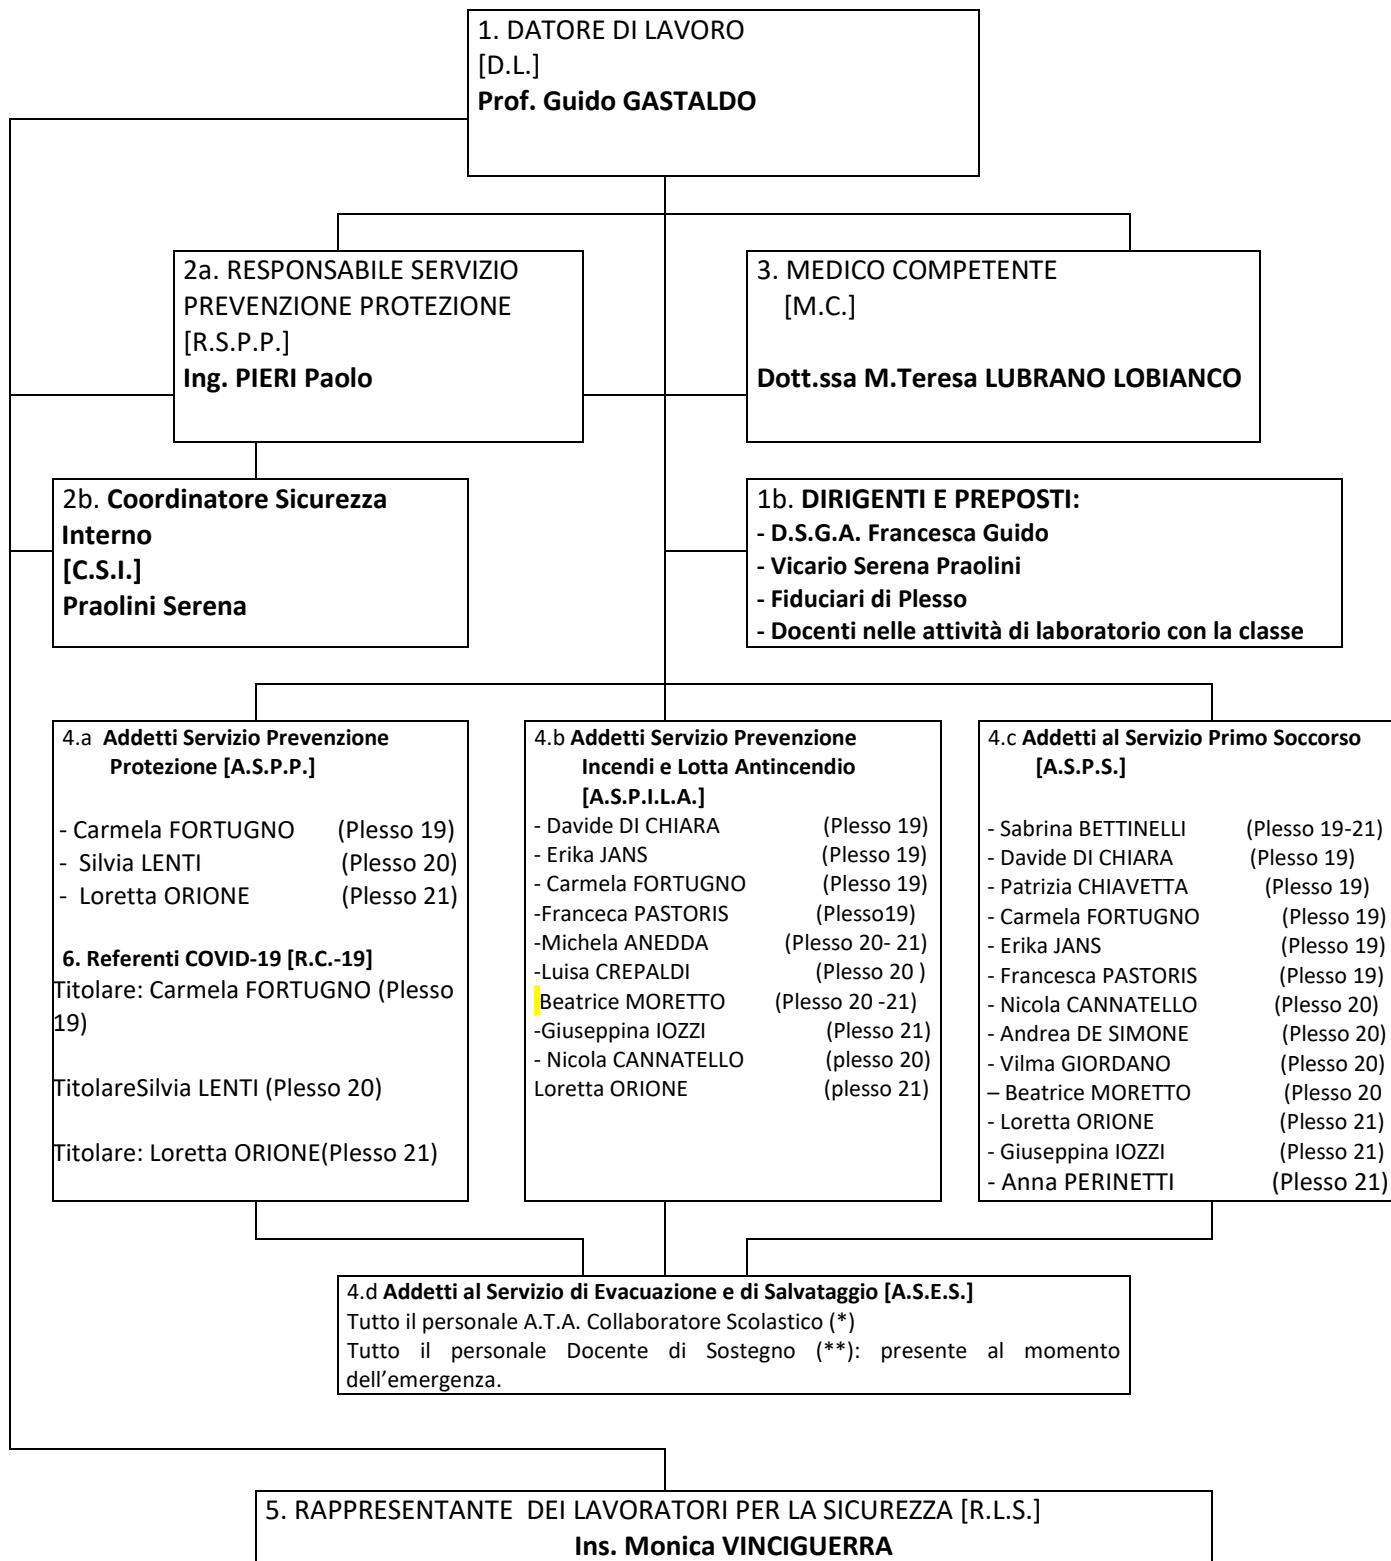 1. DATORE DI LAVORO
[D.L.]
Prof. Guido GASTALDO
2a. RESPONSABILE SERVIZIO
PREVENZIONE PROTEZIONE
[R.S.P.P.]
Ing. PIERI Paolo
3. MEDICO COMPETENTE
[M.C.]
Dott.ssa M.Teresa LUBRANO LOBIANCO
2b. Coordinatore Sicurezza
Interno
[C.S.I.]
Praolini Serena
1b. DIRIGENTI E PREPOSTI:
- D.S.G.A. Francesca Guido
- Vicario Serena Praolini
- Fiduciari di Plesso
- Docenti nelle attività di laboratorio con la classe
4.a Addetti Servizio Prevenzione
Protezione [A.S.P.P.]
- Carmela FORTUGNO (Plesso 19)
- Silvia LENTI (Plesso 20)
- Loretta ORIONE (Plesso 21)
6. Referenti COVID-19 [R.C.-19]
Titolare: Carmela FORTUGNO (Plesso
19)
TitolareSilvia LENTI (Plesso 20)
Titolare: Loretta ORIONE(Plesso 21)
4.b Addetti Servizio Prevenzione
Incendi e Lotta Antincendio
[A.S.P.I.L.A.]
- Davide DI CHIARA (Plesso 19)
- Erika JANS (Plesso 19)
- Carmela FORTUGNO (Plesso 19)
-Franceca PASTORIS (Plesso19)
-Michela ANEDDA (Plesso 20- 21)
-Luisa CREPALDI (Plesso 20 )
Beatrice MORETTO (Plesso 20 -21)
-Giuseppina IOZZI (Plesso 21)
- Nicola CANNATELLO (plesso 20)
Loretta ORIONE (plesso 21)
4.c Addetti al Servizio Primo Soccorso
[A.S.P.S.]
- Sabrina BETTINELLI (Plesso 19-21)
- Davide DI CHIARA (Plesso 19)
- Patrizia CHIAVETTA (Plesso 19)
- Carmela FORTUGNO (Plesso 19)
- Erika JANS (Plesso 19)
- Francesca PASTORIS (Plesso 19)
- Nicola CANNATELLO (Plesso 20)
- Andrea DE SIMONE (Plesso 20)
- Vilma GIORDANO (Plesso 20)
– Beatrice MORETTO (Plesso 20
- Loretta ORIONE (Plesso 21)
- Giuseppina IOZZI (Plesso 21)
- Anna PERINETTI (Plesso 21)
4.d Addetti al Servizio di Evacuazione e di Salvataggio [A.S.E.S.]
Tutto il personale A.T.A. Collaboratore Scolastico (*)
Tutto il personale Docente di Sostegno (**): presente al momento
dell’emergenza.
5. RAPPRESENTANTE DEI LAVORATORI PER LA SICUREZZA [R.L.S.]
Ins. Monica VINCIGUERRA